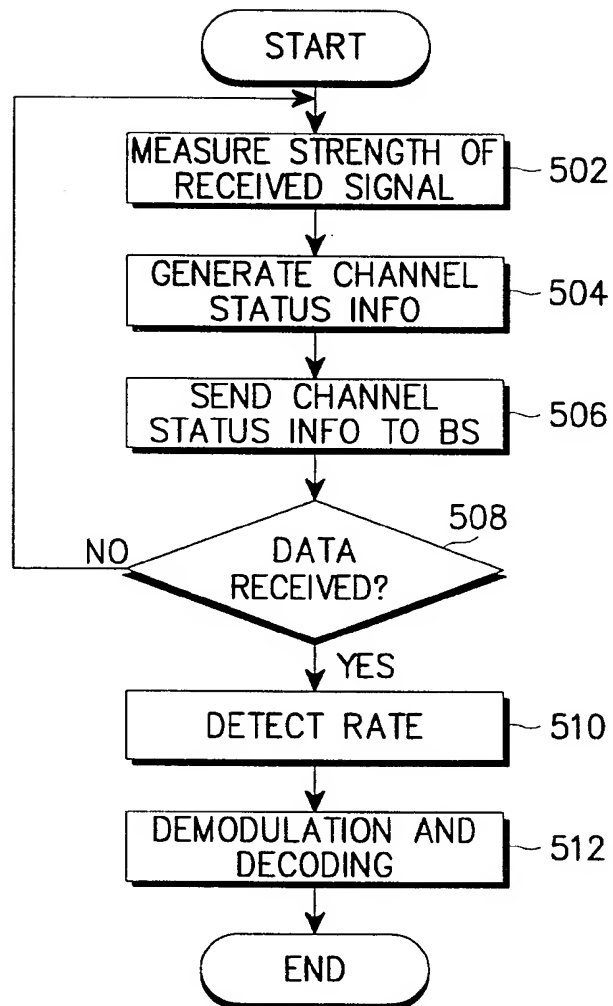 START
MEASURE STRENGTH OF
RECEIVED SIGNAL
502
GENERATE CHANNEL
STATUS INFO
504
SEND CHANNEL
STATUS INFO TO BS
506
508
NO
DATA
RECEIVED?
YES
DETECT RATE
510
DEMODULATION AND
DECODING
512
END